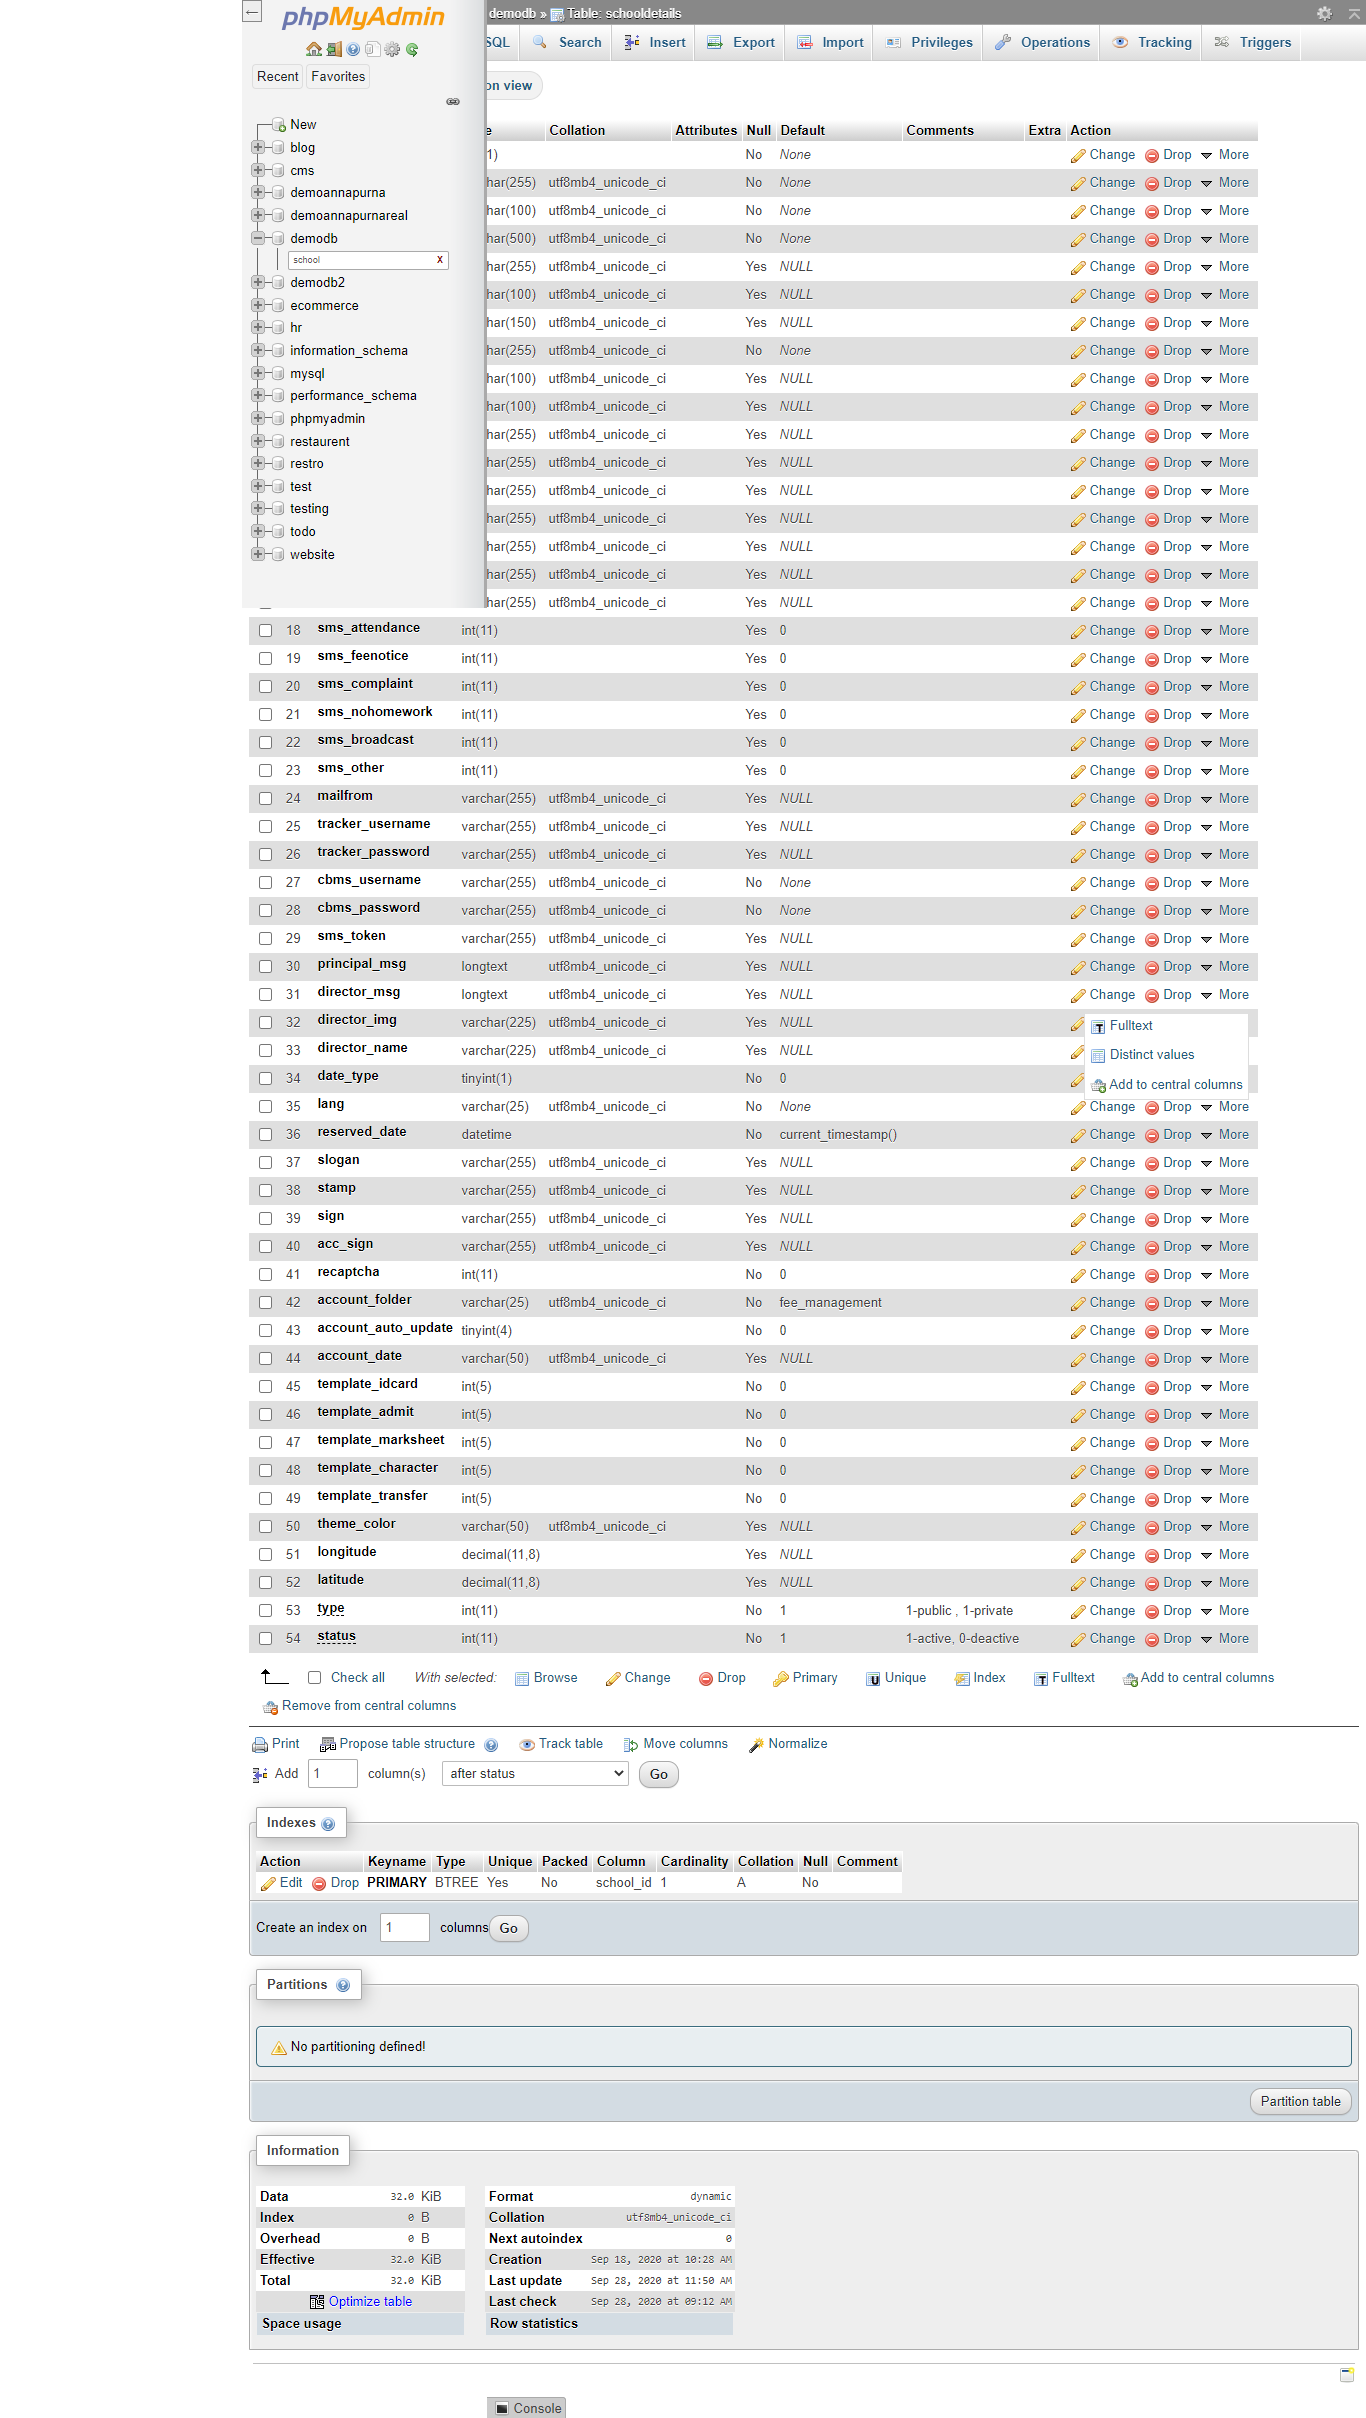 phpMyAdmin
Recent Favorites
New
blog
cms
demoannapurna
demoannapurnareal
demodb
school X
demodb2
ecommerce
hr
information_schema
mysql
performance_schema
phpmyadmin
restaurent
restro
test
testing
todo
website
demodb » Table: schooldetails
SQL Search Insert Export Import Privileges Operations Tracking Triggers
on view
e Collation Attributes Null Default Comments Extra Action
1) No None Change Drop More
har(255) utf8mb4_unicode_ci No None Change Drop More
har(100) utf8mb4_unicode_ci No None Change Drop More
har(500) utf8mb4_unicode_ci No None Change Drop More
har(255) utf8mb4_unicode_ci Yes NULL Change Drop More
har(100) utf8mb4_unicode_ci Yes NULL Change Drop More
har(150) utf8mb4_unicode_ci Yes NULL Change Drop More
har(255) utf8mb4_unicode_ci No None Change Drop More
har(100) utf8mb4_unicode_ci Yes NULL Change Drop More
har(100) utf8mb4_unicode_ci Yes NULL Change Drop More
har(255) utf8mb4_unicode_ci Yes NULL Change Drop More
har(255) utf8mb4_unicode_ci Yes NULL Change Drop More
har(255) utf8mb4_unicode_ci Yes NULL Change Drop More
har(255) utf8mb4_unicode_ci Yes NULL Change Drop More
har(255) utf8mb4_unicode_ci Yes NULL Change Drop More
har(255) utf8mb4_unicode_ci Yes NULL Change Drop More
har(255) utf8mb4_unicode_ci Yes NULL Change Drop More
18 sms_attendance int(11) Yes 0 Change Drop More
19 sms_feenotice int(11) Yes 0 Change Drop More
20 sms_complaint int(11) Yes 0 Change Drop More
21 sms_nohomework int(11) Yes 0 Change Drop More
22 sms_broadcast int(11) Yes 0 Change Drop More
23 sms_other int(11) Yes 0 Change Drop More
24 mailfrom varchar(255) utf8mb4_unicode_ci Yes NULL Change Drop More
25 tracker_username varchar(255) utf8mb4_unicode_ci Yes NULL Change Drop More
26 tracker_password varchar(255) utf8mb4_unicode_ci Yes NULL Change Drop More
27 cbms_username varchar(255) utf8mb4_unicode_ci No None Change Drop More
28 cbms_password varchar(255) utf8mb4_unicode_ci No None Change Drop More
29 sms_token varchar(255) utf8mb4_unicode_ci Yes NULL Change Drop More
30 principal_msg longtext utf8mb4_unicode_ci Yes NULL Change Drop More
31 director_msg longtext utf8mb4_unicode_ci Yes NULL Change Drop More
32 director_img varchar(225) utf8mb4_unicode_ci Yes NULL Fulltext
33 director_name varchar(225) utf8mb4_unicode_ci Yes NULL Distinct values
34 date_type tinyint(1) No 0 Add to central columns
35 lang varchar(25) utf8mb4_unicode_ci No None Change Drop More
36 reserved_date datetime No current_timestamp() Change Drop More
37 slogan varchar(255) utf8mb4_unicode_ci Yes NULL Change Drop More
38 stamp varchar(255) utf8mb4_unicode_ci Yes NULL Change Drop More
39 sign varchar(255) utf8mb4_unicode_ci Yes NULL Change Drop More
40 acc_sign varchar(255) utf8mb4_unicode_ci Yes NULL Change Drop More
41 recaptcha int(11) No 0 Change Drop More
42 account_folder varchar(25) utf8mb4_unicode_ci No fee_management Change Drop More
43 account_auto_update tinyint(4) No 0 Change Drop More
44 account_date varchar(50) utf8mb4_unicode_ci Yes NULL Change Drop More
45 template_idcard int(5) No 0 Change Drop More
46 template_admit int(5) No 0 Change Drop More
47 template_marksheet int(5) No 0 Change Drop More
48 template_character int(5) No 0 Change Drop More
49 template_transfer int(5) No 0 Change Drop More
50 theme_color varchar(50) utf8mb4_unicode_ci Yes NULL Change Drop More
51 longitude decimal(11,8) Yes NULL Change Drop More
52 latitude decimal(11,8) Yes NULL Change Drop More
53 type int(11) No 1 1-public , 1-private Change Drop More
54 status int(11) No 1 1-active, 0-deactive Change Drop More
Check all With selected: Browse Change Drop Primary Unique Index Fulltext Add to central columns
Remove from central columns
Print Propose table structure Track table Move columns Normalize
Add 1 column(s) after status Go
Indexes
Action Keyname Type Unique Packed Column Cardinality Collation Null Comment
Edit Drop PRIMARY BTREE Yes No school_id 1 A No
Create an index on 1 columns Go
Partitions
No partitioning defined!
Partition table
Information
Data 32.0 KiB
Index 0 B
Overhead 0 B
Effective 32.0 KiB
Total 32.0 KiB
Optimize table
Space usage
Format dynamic
Collation utf8mb4_unicode_ci
Next autoindex 0
Creation Sep 18, 2020 at 10:28 AM
Last update Sep 28, 2020 at 11:50 AM
Last check Sep 28, 2020 at 09:12 AM
Row statistics
Console